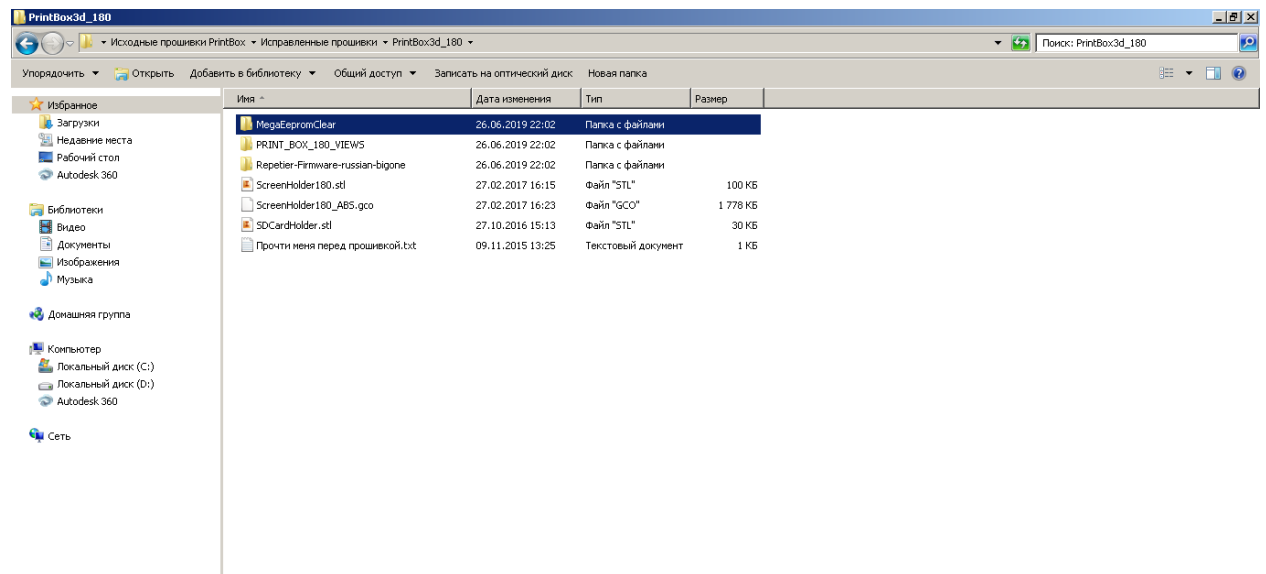 PrintBox3d_180
Исходные прошивки PrintBox Исправленные прошивки PrintBox3d_180
Поиск: PrintBox3d_180
Упорядочить Открыть Добавить в библиотеку Общий доступ Записать на оптический диск Новая папка
Избранное
Загрузки
Недавние места
Рабочий стол
Autodesk 360
Библиотеки
Видео
Документы
Изображения
Музыка
Домашняя группа
Компьютер
Локальный диск (C:)
Локальный диск (D:)
Autodesk 360
Сеть
Имя Дата изменения Тип Размер
MegaEepromClear 26.06.2019 22:02 Папка с файлами
PRINT_BOX_180_VIEWS 26.06.2019 22:02 Папка с файлами
Repetier-Firmware-russian-bigone 26.06.2019 22:02 Папка с файлами
ScreenHolder180.stl 27.02.2017 16:15 Файл "STL" 100 КБ
ScreenHolder180_ABS.gco 27.02.2017 16:23 Файл "GCO" 1 778 КБ
SDCardHolder.stl 27.10.2016 15:13 Файл "STL" 30 КБ
Прочти меня перед прошивкой.txt 09.11.2015 13:25 Текстовый документ 1 КБ